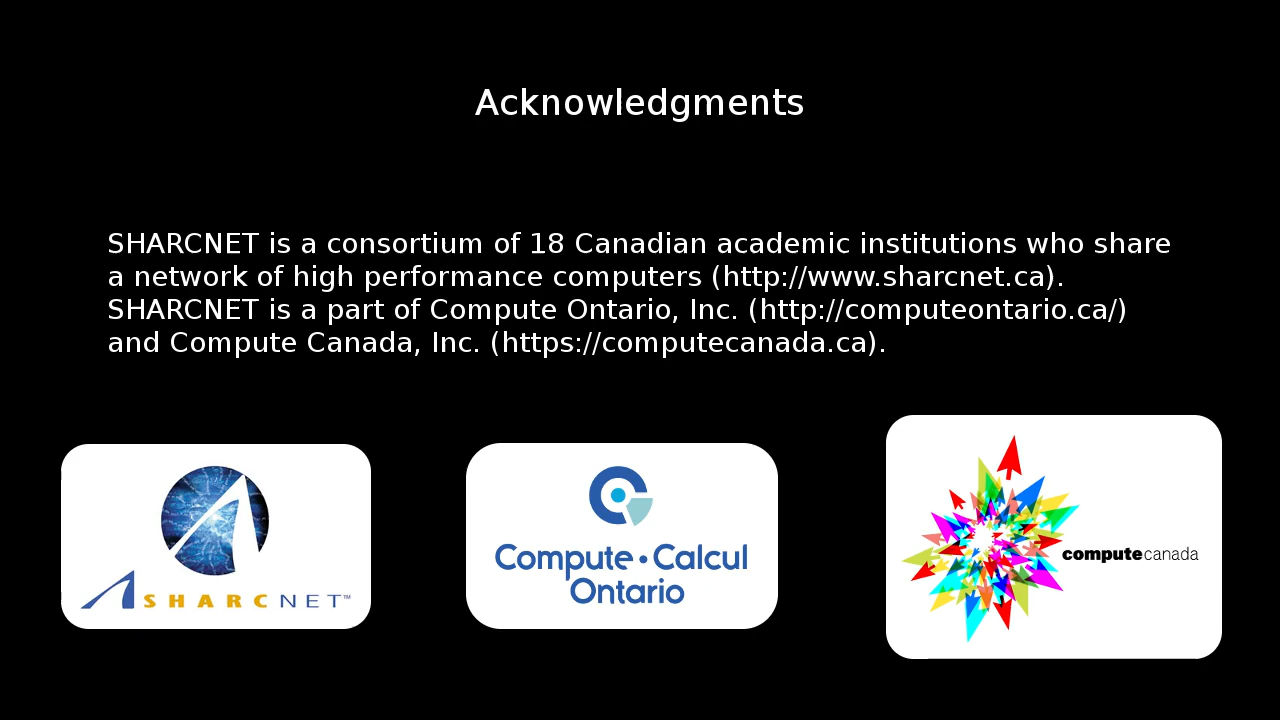 Acknowledgments
SHARCNET is a consortium of 18 Canadian academic institutions who share
a network of high performance computers (http://www.sharcnet.ca).
SHARCNET is a part of Compute Ontario, Inc. (http://computeontario.ca/)
and Compute Canada, Inc. (https://computecanada.ca).
SHARCNET™
Compute • Calcul
Ontario
computecanada